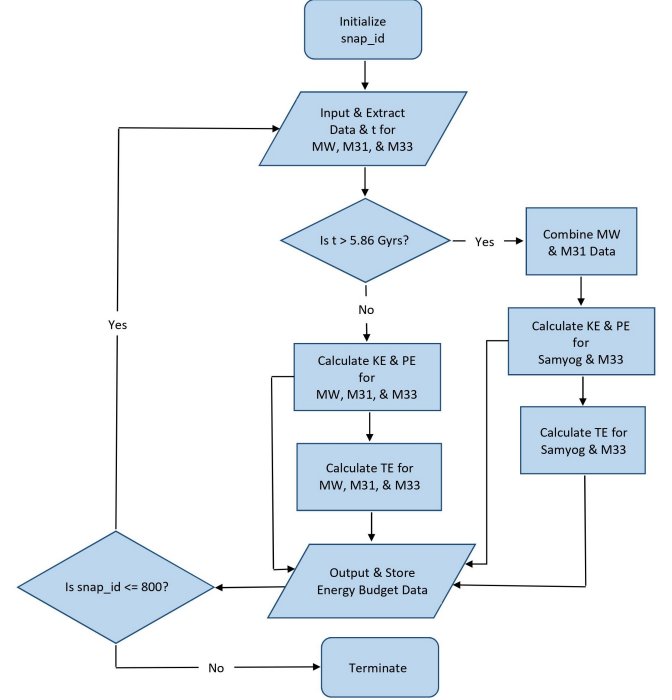 Initialize
snap_id
Input & Extract
Data & t for
MW, M31, & M33
Is t > 5.86 Gyrs?
Yes
Combine MW
& M31 Data
No
Calculate KE & PE
for
Samyog & M33
Yes
Calculate KE & PE
for
MW, M31, & M33
Calculate TE for
Samyog & M33
Calculate TE for
MW, M31, & M33
Is snap_id <= 800?
Output & Store
Energy Budget Data
No
Terminate